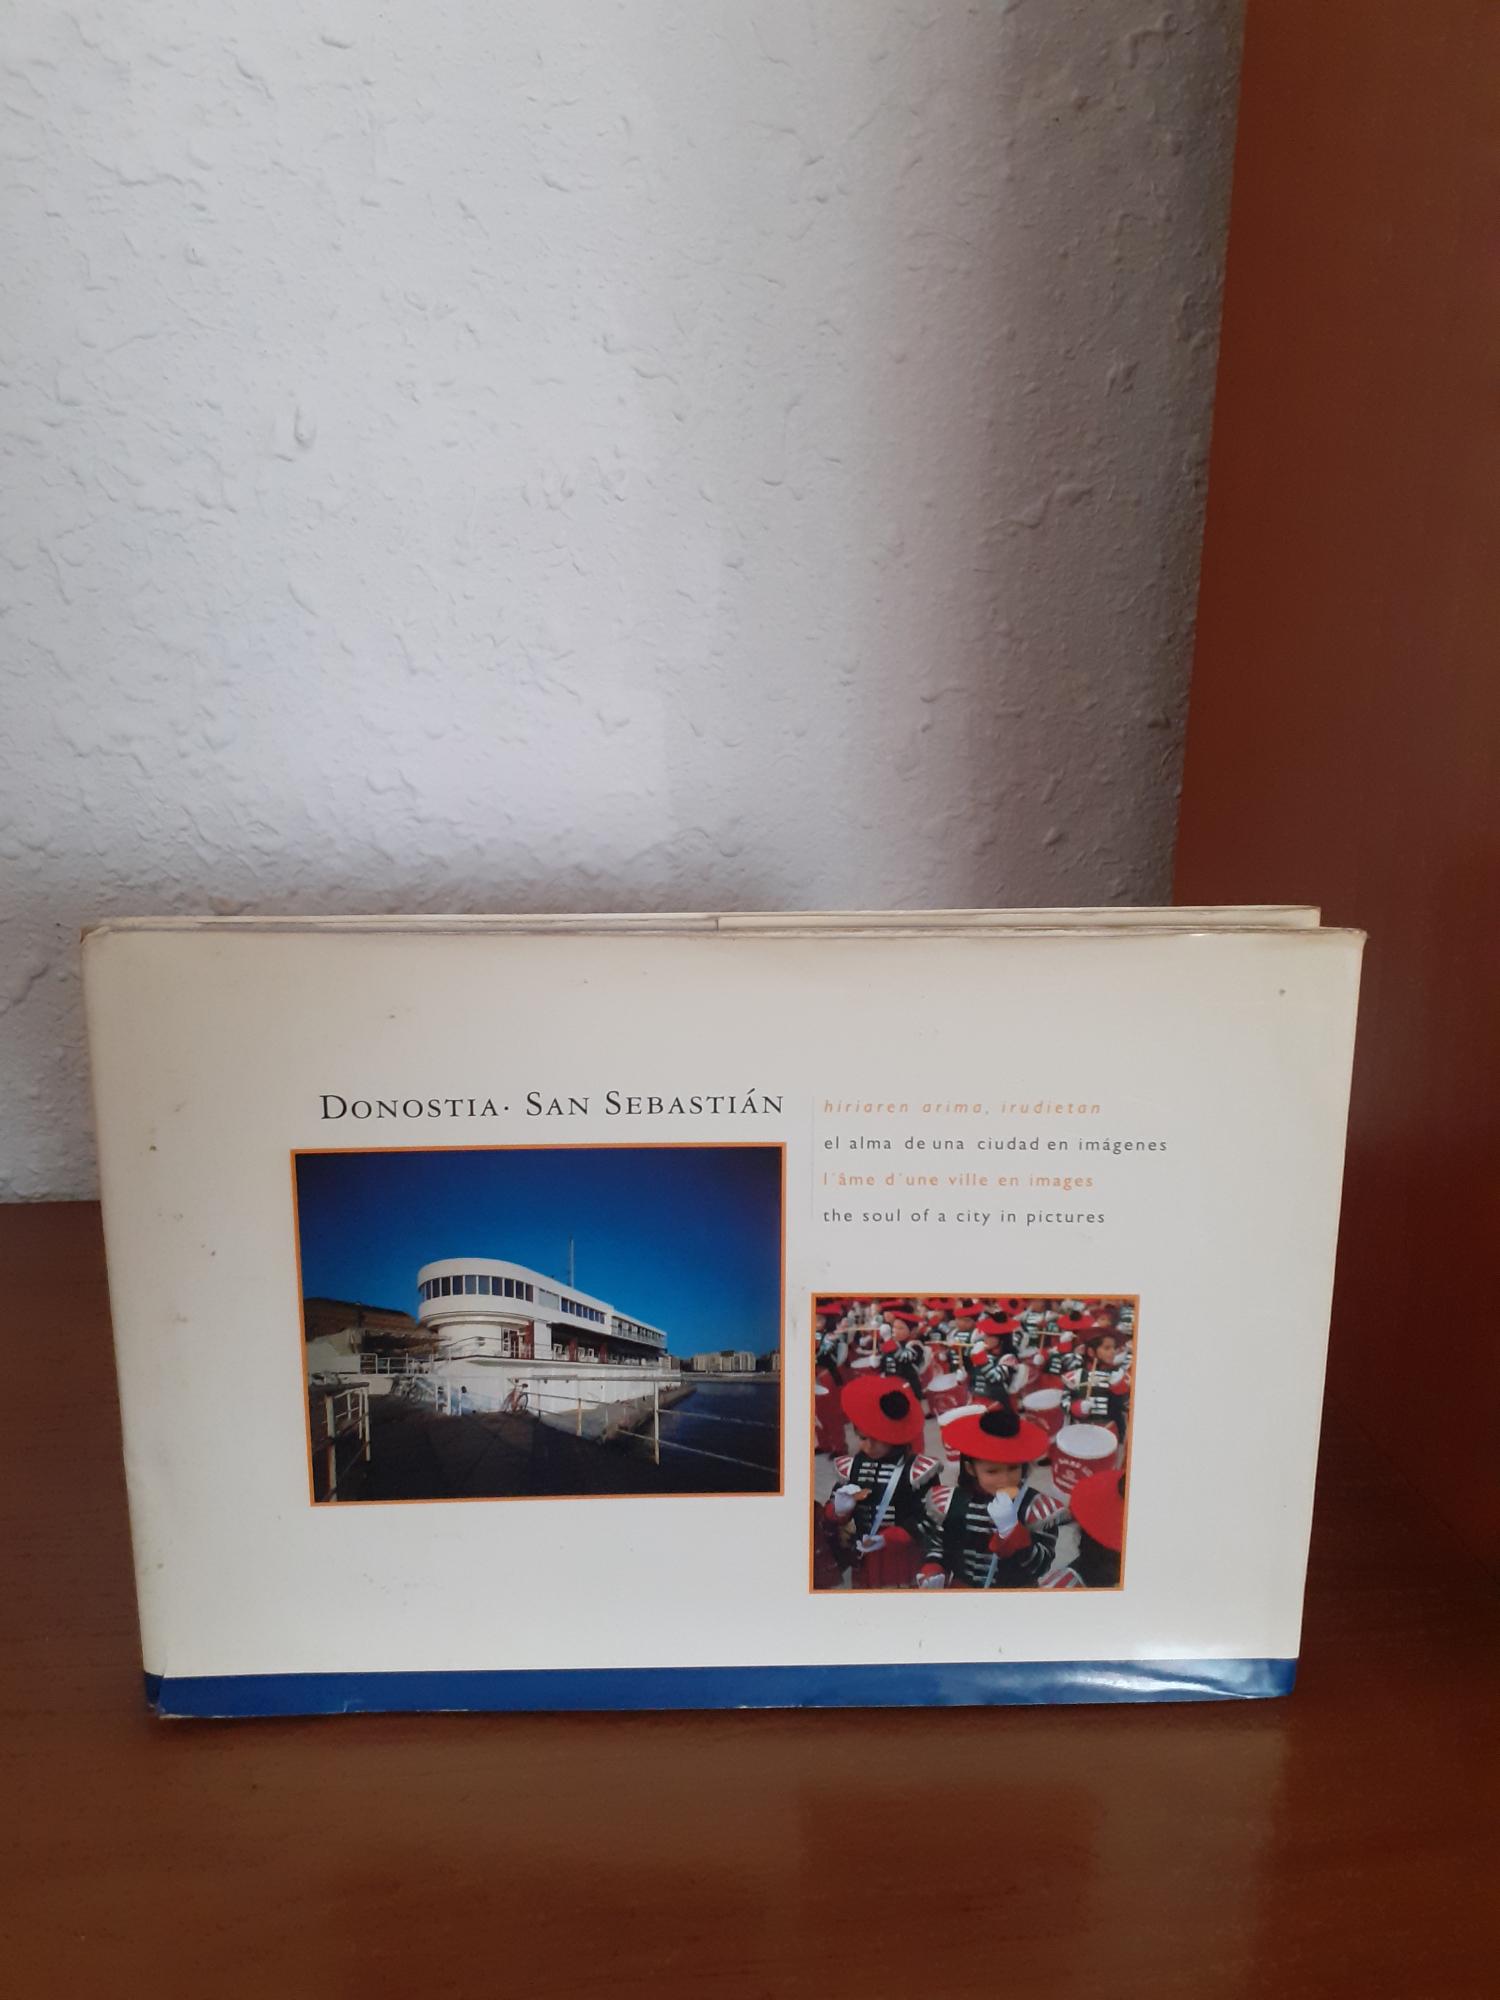 DONOSTIA · SAN SEBASTIÁN
hiriaren arima, irudietan
el alma de una ciudad en imágenes
l'âme d'une ville en images
the soul of a city in pictures